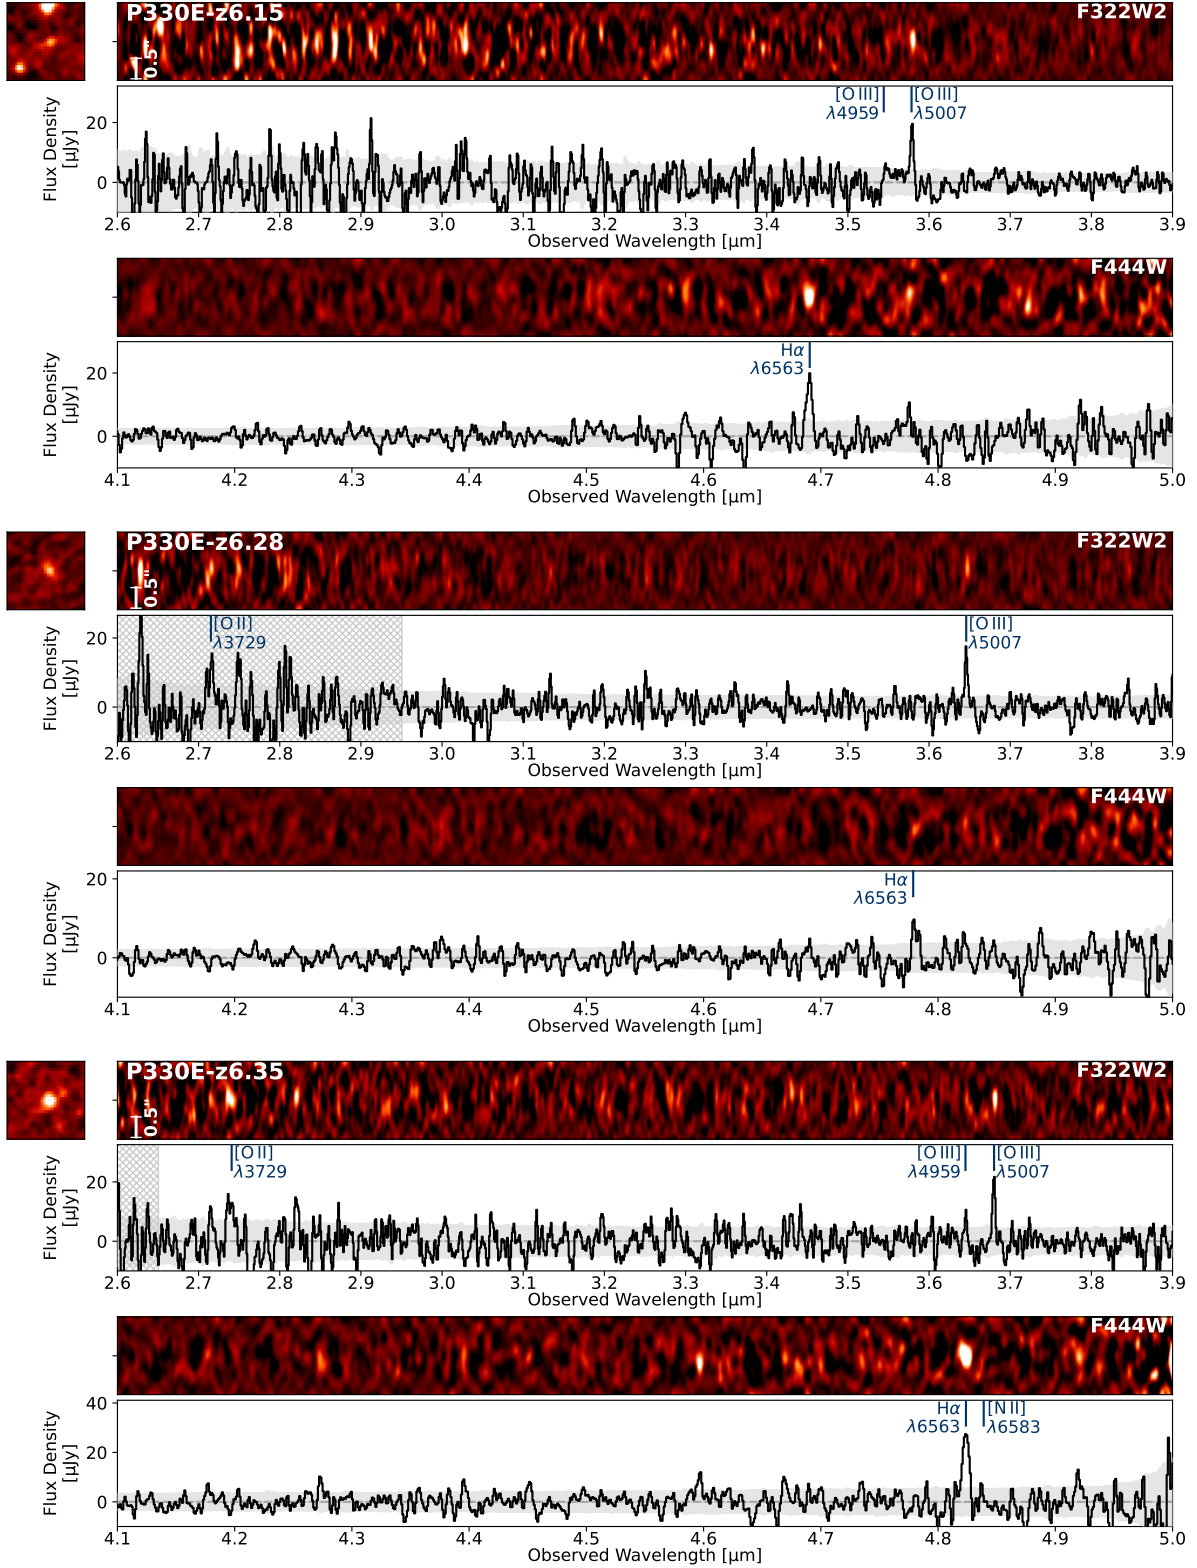 P330E-z6.15 F322W2
0.5"
[O III] [O III]
λ4959 λ5007
Flux Density
[μJy]
20
0
2.6 2.7 2.8 2.9 3.0 3.1 3.2 3.3 3.4 3.5 3.6 3.7 3.8 3.9
Observed Wavelength [μm]
F444W
Hα
λ6563
Flux Density
[μJy]
20
0
4.1 4.2 4.3 4.4 4.5 4.6 4.7 4.8 4.9 5.0
Observed Wavelength [μm]
P330E-z6.28 F322W2
0.5"
[O II] [O III]
λ3729 λ5007
Flux Density
[μJy]
20
0
2.6 2.7 2.8 2.9 3.0 3.1 3.2 3.3 3.4 3.5 3.6 3.7 3.8 3.9
Observed Wavelength [μm]
F444W
Hα
λ6563
Flux Density
[μJy]
20
0
4.1 4.2 4.3 4.4 4.5 4.6 4.7 4.8 4.9 5.0
Observed Wavelength [μm]
P330E-z6.35 F322W2
0.5"
[O II] [O III] [O III]
λ3729 λ4959 λ5007
Flux Density
[μJy]
20
0
2.6 2.7 2.8 2.9 3.0 3.1 3.2 3.3 3.4 3.5 3.6 3.7 3.8 3.9
Observed Wavelength [μm]
F444W
Hα [N II]
λ6563 λ6583
Flux Density
[μJy]
40
20
0
4.1 4.2 4.3 4.4 4.5 4.6 4.7 4.8 4.9 5.0
Observed Wavelength [μm]